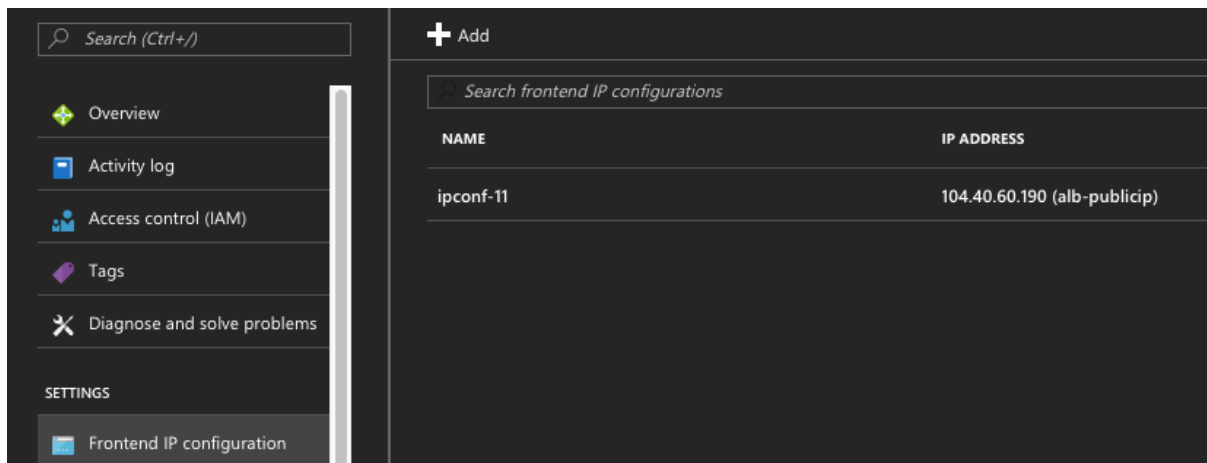 Search (Ctrl+/)
Overview
Activity log
Access control (IAM)
Tags
Diagnose and solve problems
SETTINGS
Frontend IP configuration
Add
Search frontend IP configurations
NAME IP ADDRESS
ipconf-11 104.40.60.190 (alb-publicip)